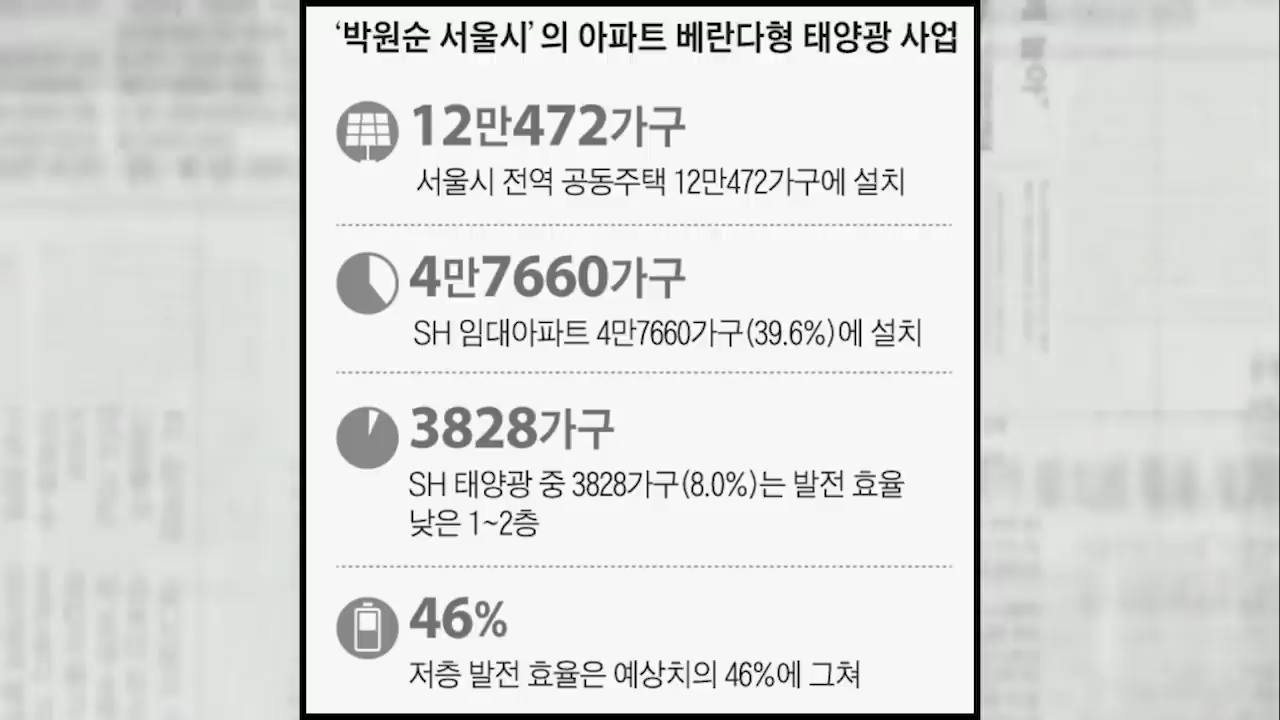 ‘박원순 서울시’의 아파트 베란다형 태양광 사업
12만472가구
서울시 전역 공동주택 12만472가구에 설치
4만7660가구
SH 임대아파트 4만7660가구(39.6%)에 설치
3828가구
SH 태양광 중 3828가구(8.0%)는 발전 효율
낮은 1~2층
46%
저층 발전 효율은 예상치의 46%에 그쳐